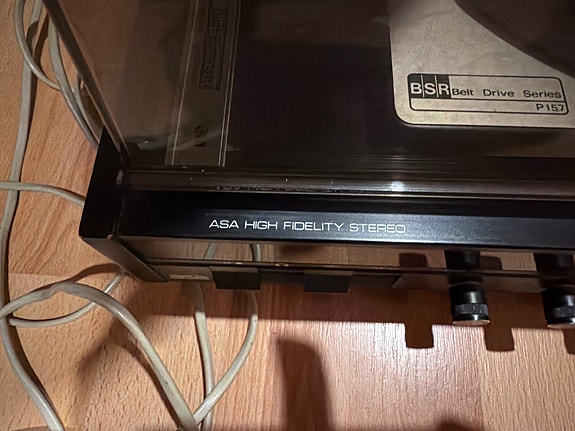 BSR Belt Drive Series
P157
ASA HIGH FIDELITY STEREO